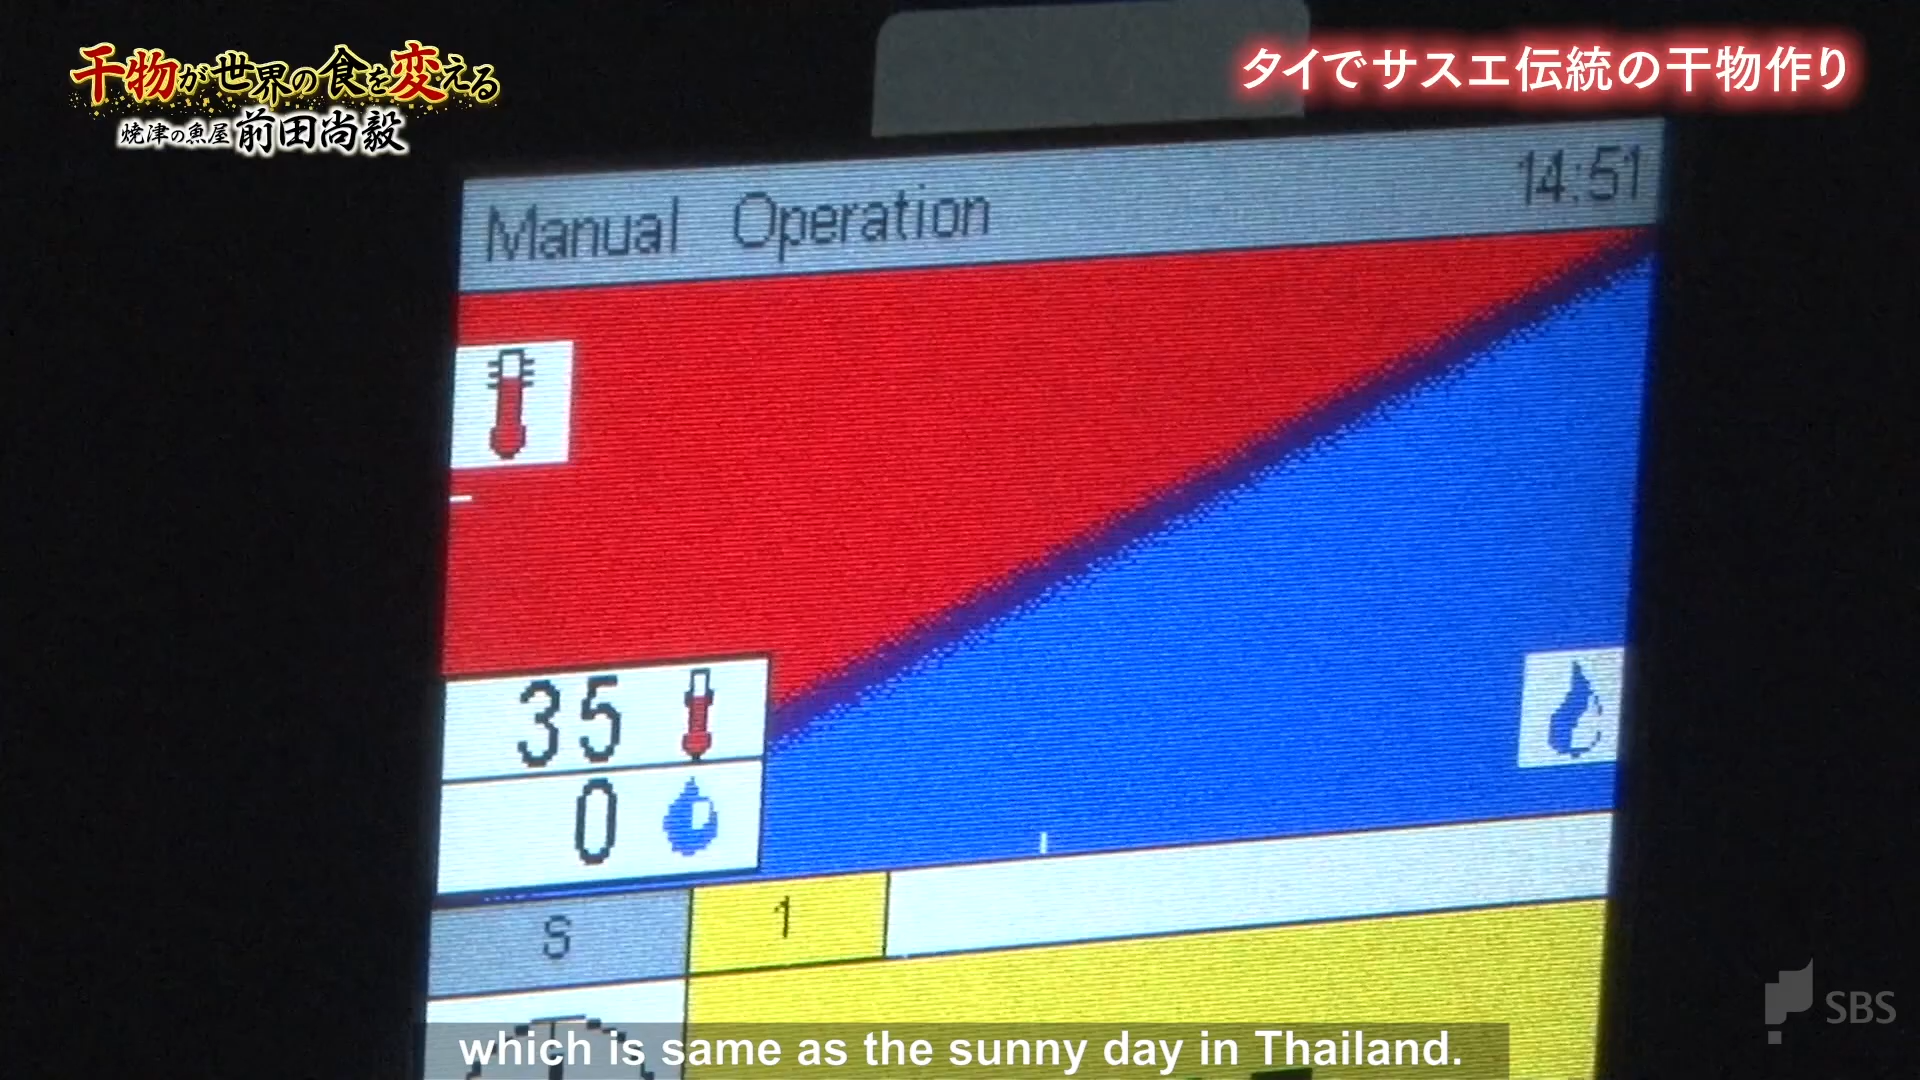 干物が世界の食を変える
焼津の魚屋 前田尚毅
タイでサスエ伝統の干物作り
Manual Operation
14:51
35
0
S
1
which is same as the sunny day in Thailand.
SBS